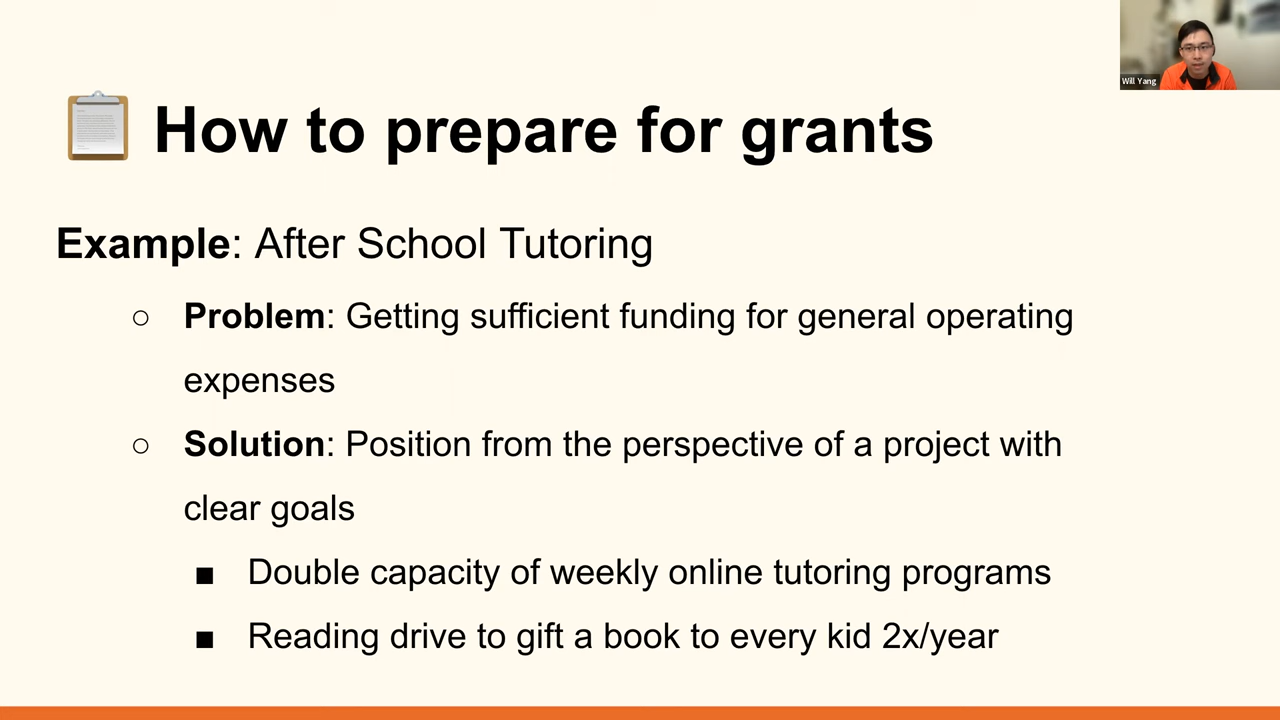 Will Yang
How to prepare for grants
Example: After School Tutoring
○ Problem: Getting sufficient funding for general operating
expenses
○ Solution: Position from the perspective of a project with
clear goals
■ Double capacity of weekly online tutoring programs
■ Reading drive to gift a book to every kid 2x/year